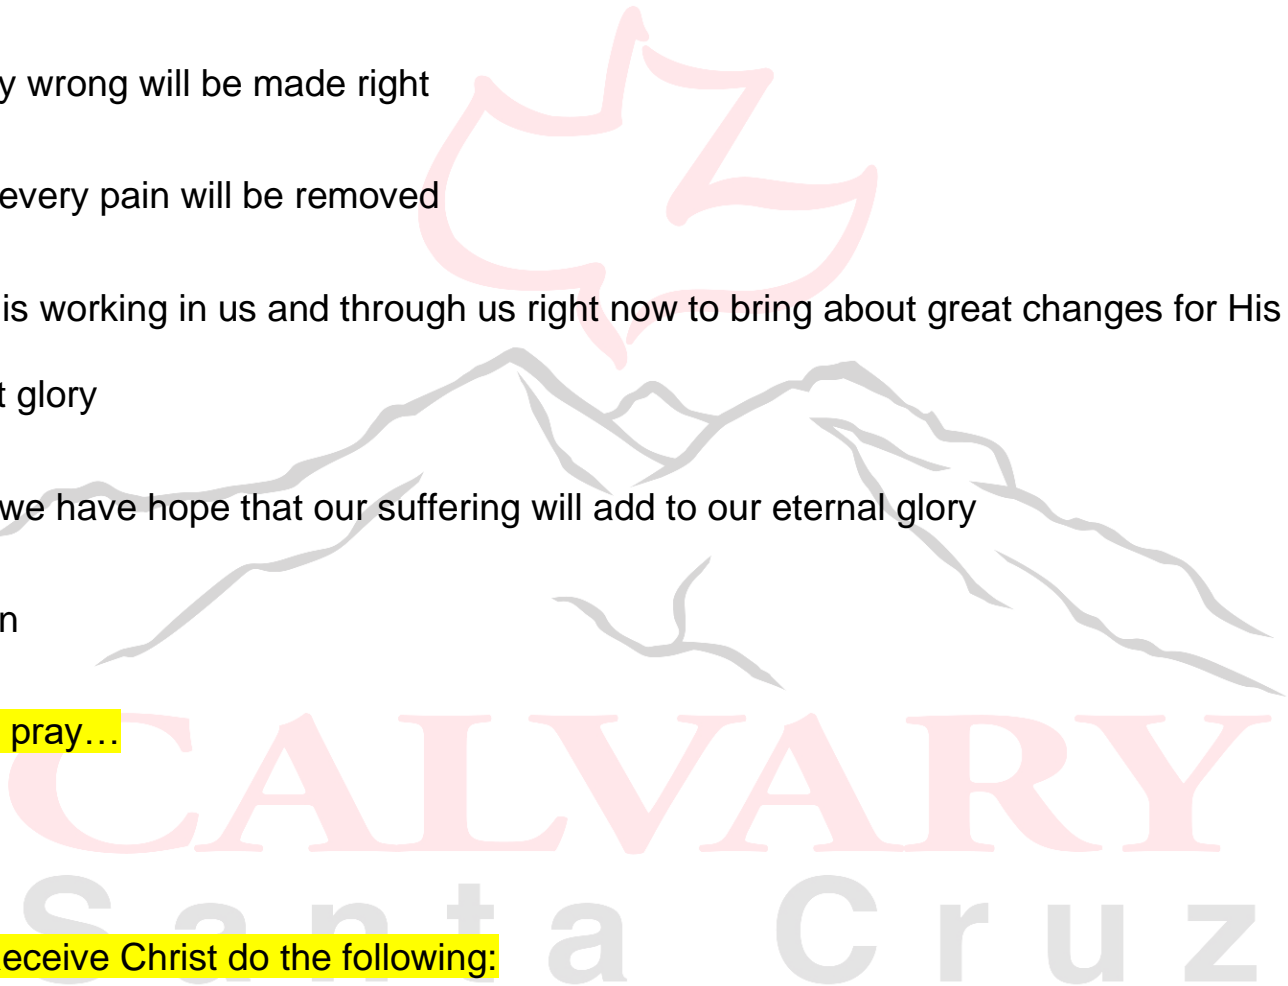 y wrong will be made right
every pain will be removed
is working in us and through us right now to bring about great changes for His
t glory
we have hope that our suffering will add to our eternal glory
n
pray…
CALVARY
Santa Cruz
eceive Christ do the following: